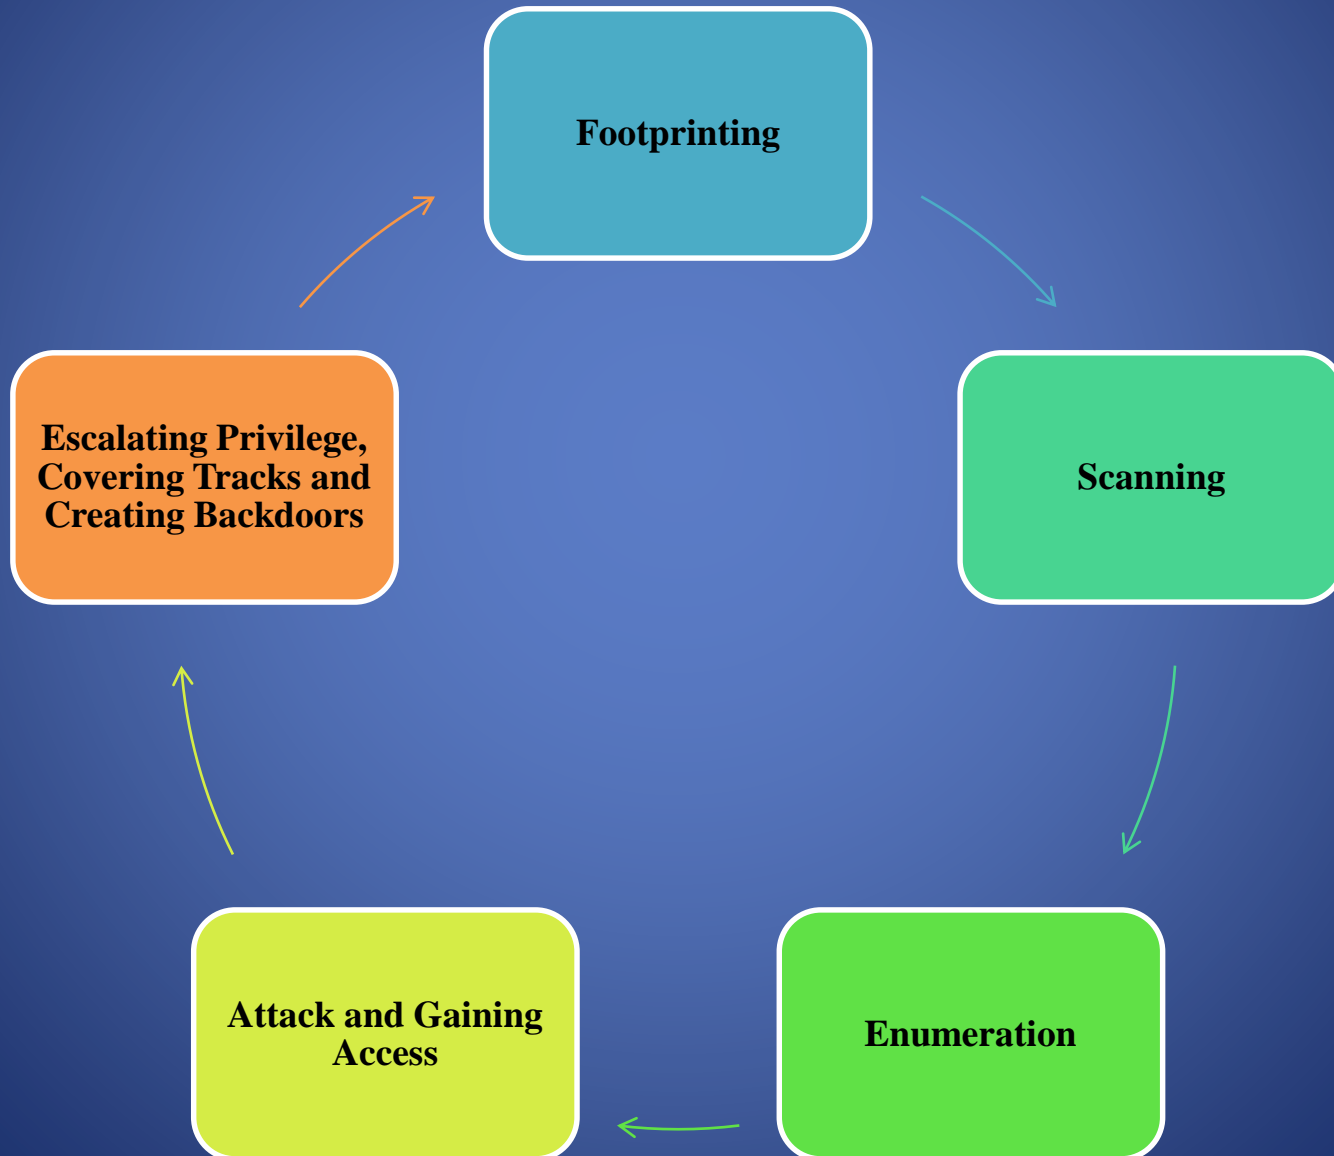 Footprinting
Scanning
Enumeration
Attack and Gaining
Access
Escalating Privilege,
Covering Tracks and
Creating Backdoors